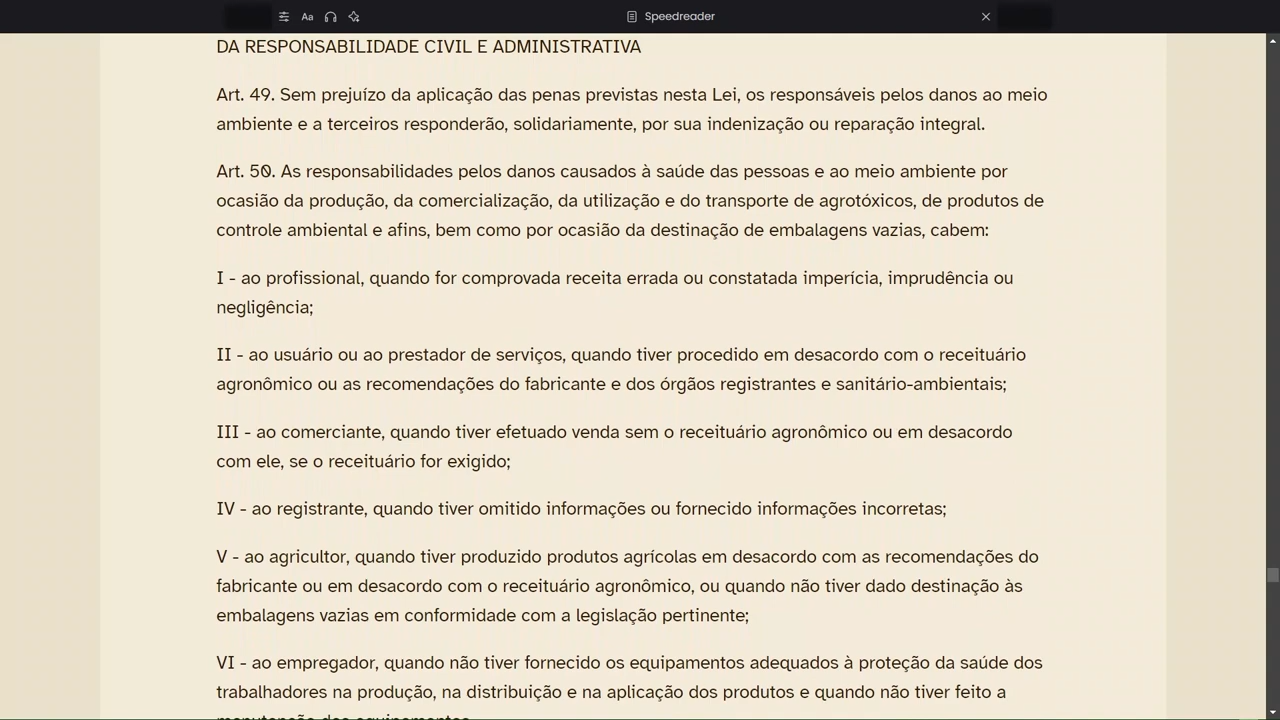 Aa
Speedreader
DA RESPONSABILIDADE CIVIL E ADMINISTRATIVA
Art. 49. Sem prejuízo da aplicação das penas previstas nesta Lei, os responsáveis pelos danos ao meio
ambiente e a terceiros responderão, solidariamente, por sua indenização ou reparação integral.
Art. 50. As responsabilidades pelos danos causados à saúde das pessoas e ao meio ambiente por
ocasião da produção, da comercialização, da utilização e do transporte de agrotóxicos, de produtos de
controle ambiental e afins, bem como por ocasião da destinação de embalagens vazias, cabem:
I - ao profissional, quando for comprovada receita errada ou constatada imperícia, imprudência ou
negligência;
II - ao usuário ou ao prestador de serviços, quando tiver procedido em desacordo com o receituário
agronômico ou as recomendações do fabricante e dos órgãos registrantes e sanitário-ambientais;
III - ao comerciante, quando tiver efetuado venda sem o receituário agronômico ou em desacordo
com ele, se o receituário for exigido;
IV - ao registrante, quando tiver omitido informações ou fornecido informações incorretas;
V - ao agricultor, quando tiver produzido produtos agrícolas em desacordo com as recomendações do
fabricante ou em desacordo com o receituário agronômico, ou quando não tiver dado destinação às
embalagens vazias em conformidade com a legislação pertinente;
VI - ao empregador, quando não tiver fornecido os equipamentos adequados à proteção da saúde dos
trabalhadores na produção, na distribuição e na aplicação dos produtos e quando não tiver feito a
manutenção dos equipamentos